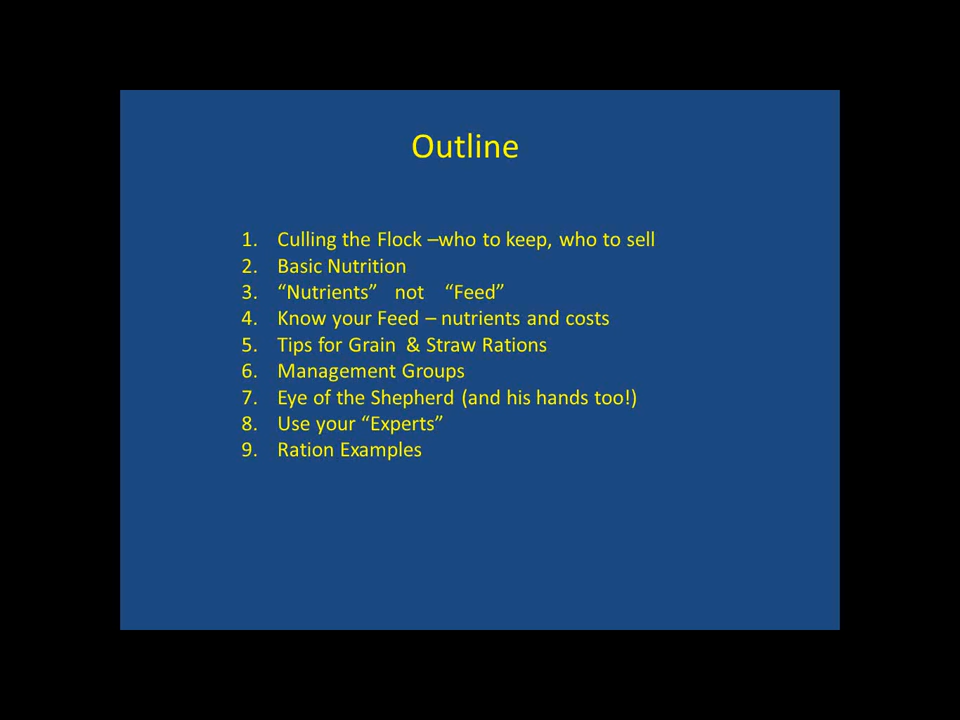 Outline
1. Culling the Flock –who to keep, who to sell
2. Basic Nutrition
3. “Nutrients” not “Feed”
4. Know your Feed – nutrients and costs
5. Tips for Grain & Straw Rations
6. Management Groups
7. Eye of the Shepherd (and his hands too!)
8. Use your “Experts”
9. Ration Examples